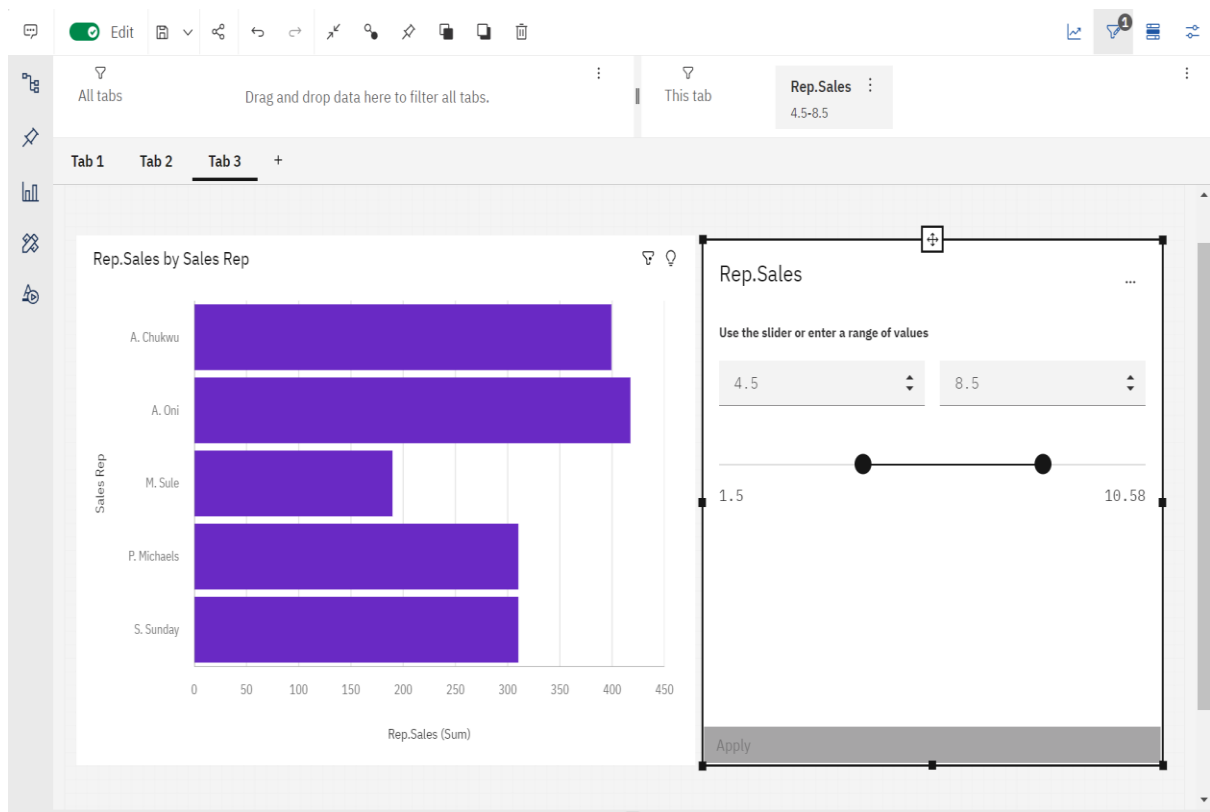 Edit
1
All tabs
Drag and drop data here to filter all tabs.
This tab
Rep.Sales
4.5-8.5
Tab 1 Tab 2 Tab 3 +
Rep.Sales by Sales Rep
Sales Rep
A. Chukwu
A. Oni
M. Sule
P. Michaels
S. Sunday
0 50 100 150 200 250 300 350 400 450
Rep.Sales (Sum)
Rep.Sales
...
Use the slider or enter a range of values
4.5 8.5
1.5 10.58
Apply